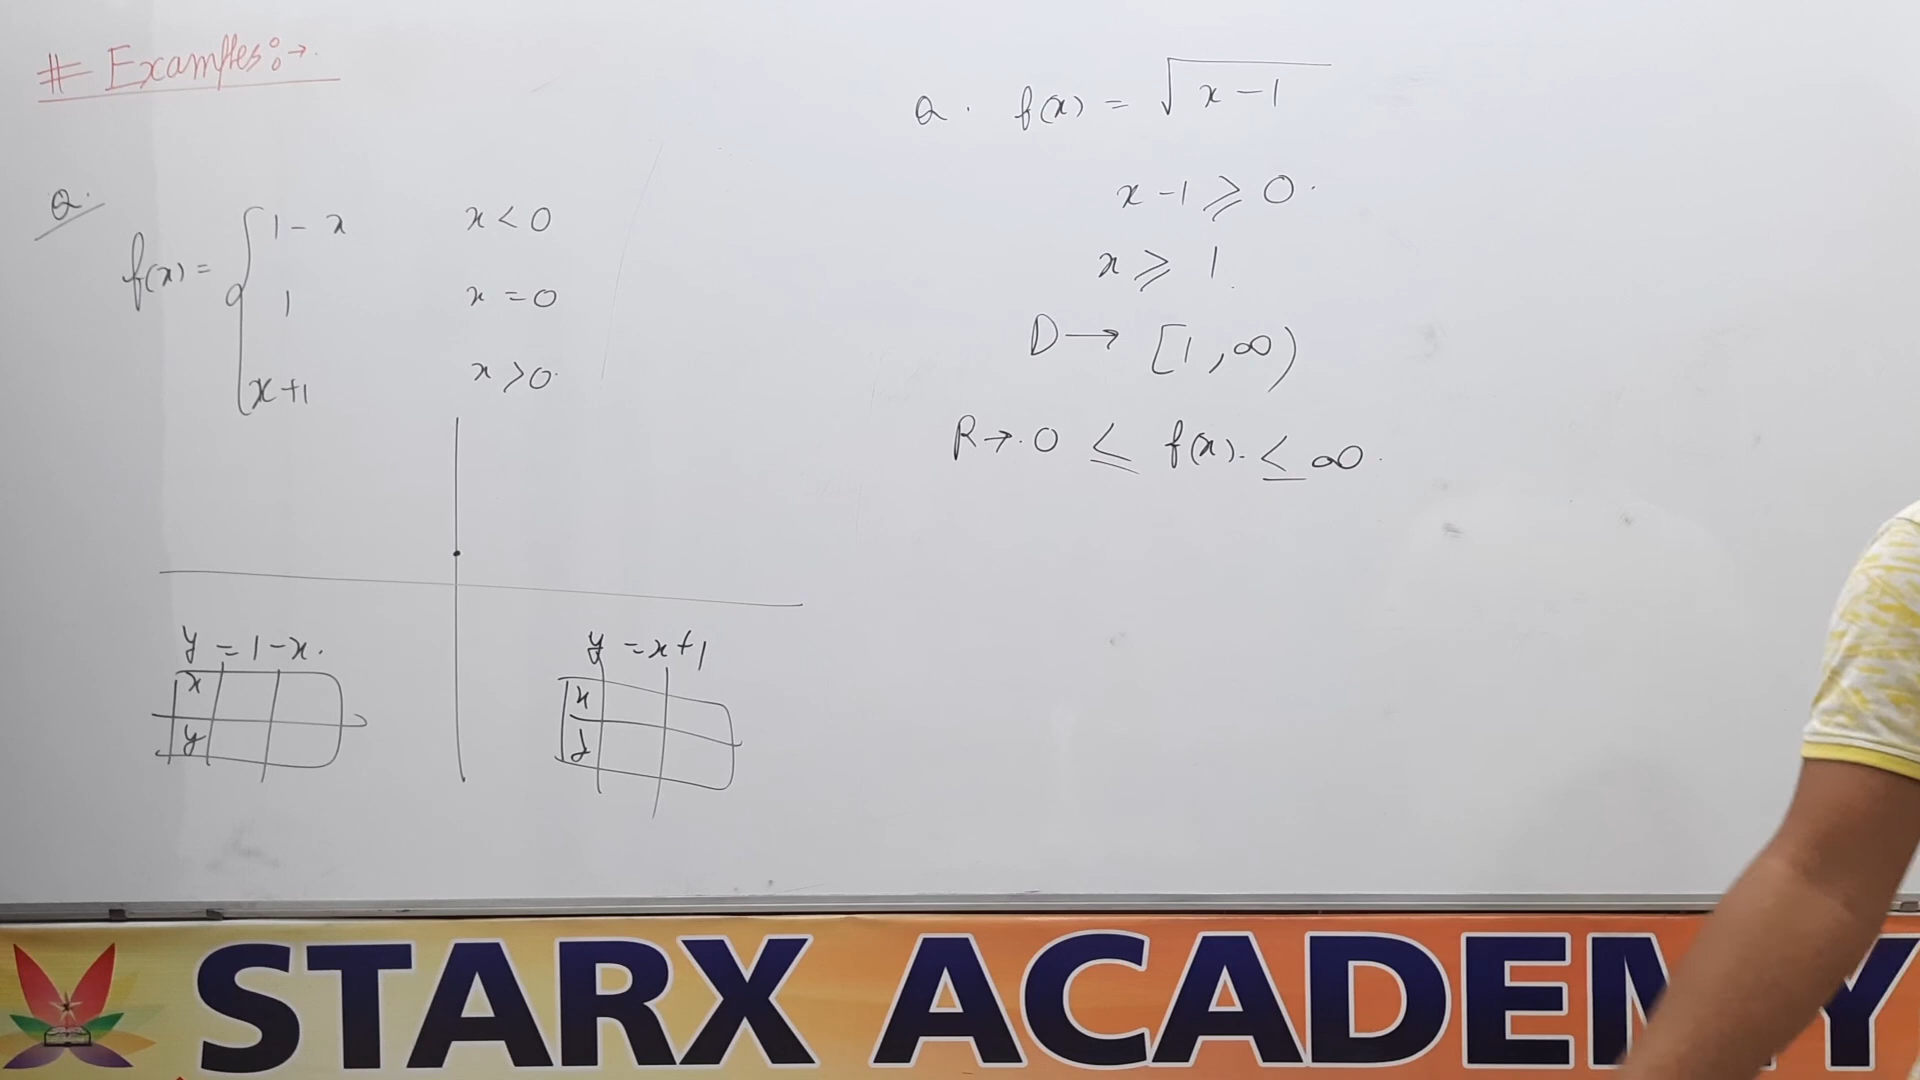 # Examples:→.
Q.
f(x) = { 1 - x    x < 0
1    x = 0
x+1    x > 0.
y = 1 - x.
x
y
y = x + 1
x
y
Q. f(x) = √(x - 1)
x - 1 ⩾ 0.
x ⩾ 1.
D → [1, ∞)
R →. 0 ≤ f(x). ≤ ∞.
STARX ACADEMY